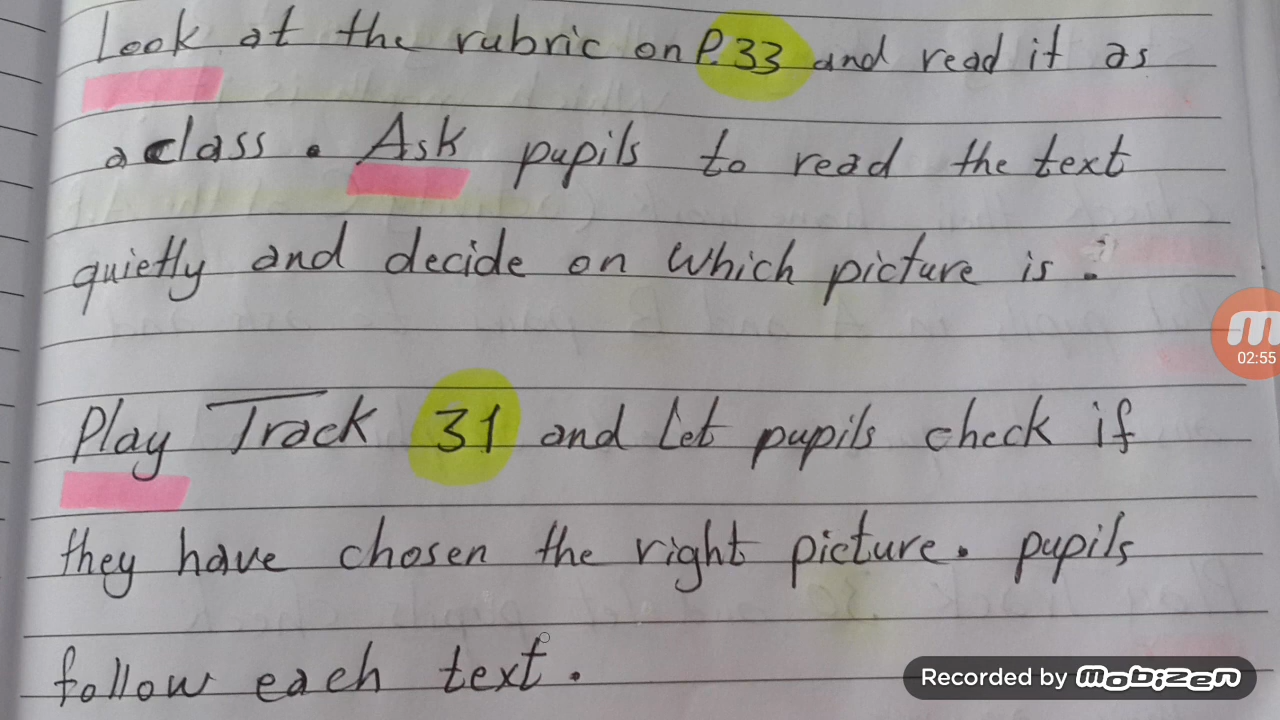 Look at the rubric on P.33 and read it as
a class. Ask pupils to read the text
quietly and decide on which picture is.
Play Track 31 and let pupils check if
they have chosen the right picture. pupils
follow each text.
02:55
Recorded by mobizen